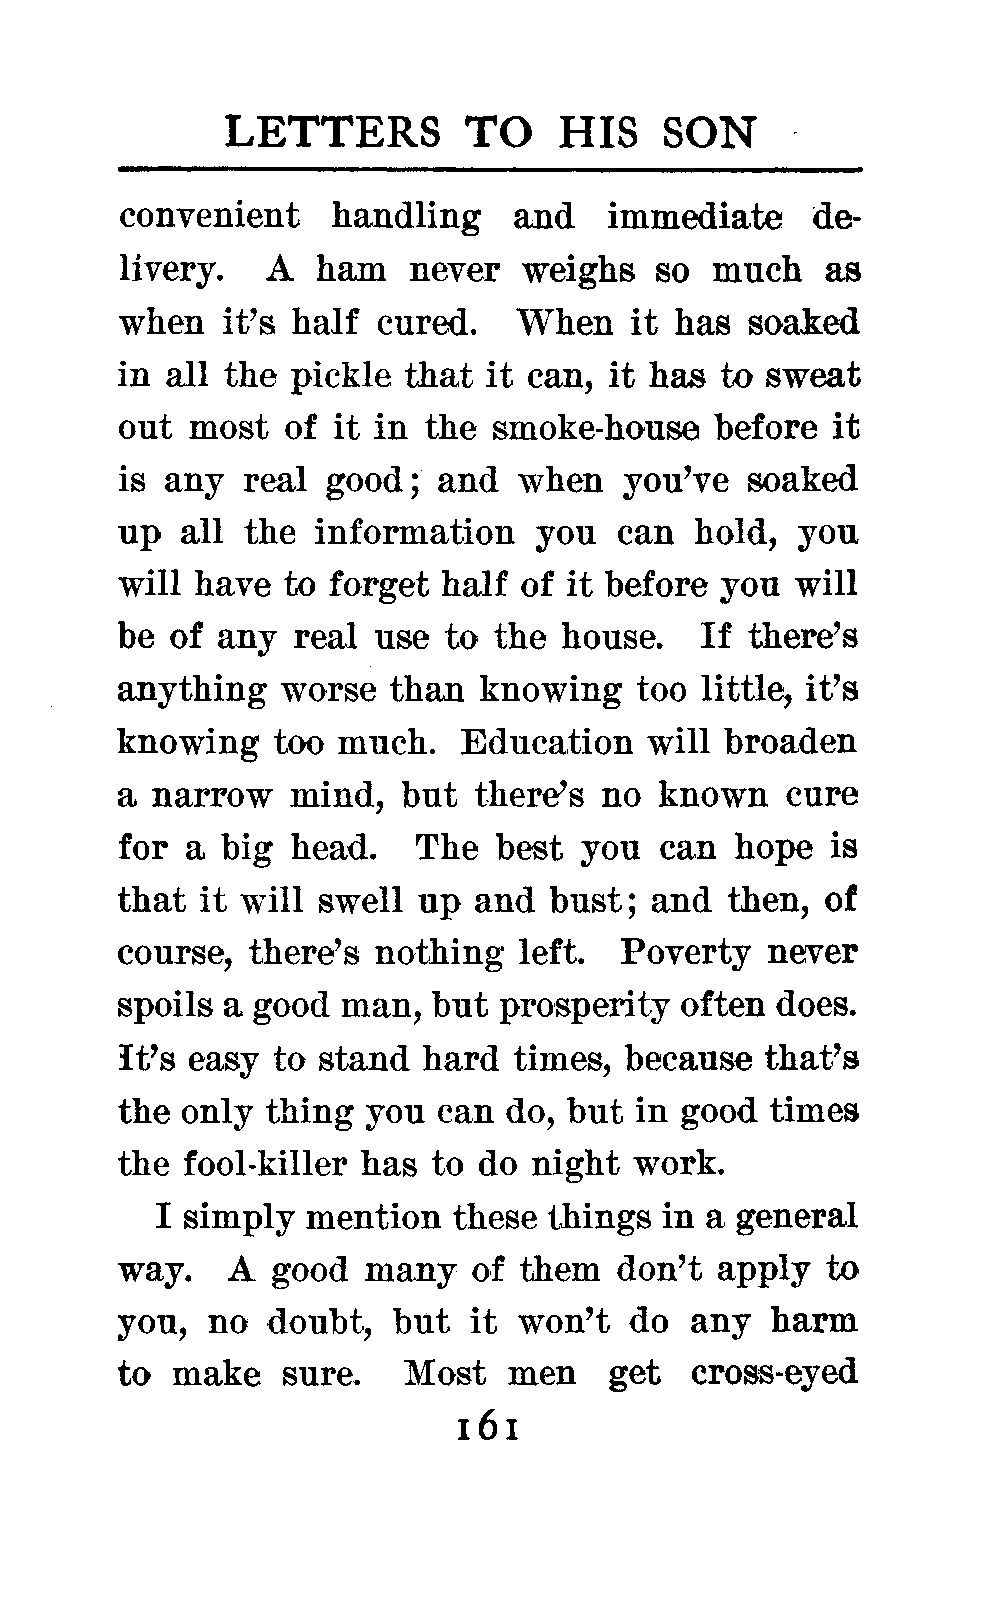 LETTERS TO HIS SON
convenient handling and immediate de-
livery. A ham never weighs so much as
when it's half cured. When it has soaked
in all the pickle that it can, it has to sweat
out most of it in the smoke-house before it
is any real good; and when you've soaked
up all the information you can hold, you
will have to forget half of it before you will
be of any real use to the house. If there's
anything worse than knowing too little, it's
knowing too much. Education will broaden
a narrow mind, but there's no known cure
for a big head. The best you can hope is
that it will swell up and bust; and then, of
course, there's nothing left. Poverty never
spoils a good man, but prosperity often does.
It's easy to stand hard times, because that's
the only thing you can do, but in good times
the fool-killer has to do night work.
I simply mention these things in a general
way. A good many of them don't apply to
you, no doubt, but it won't do any harm
to make sure. Most men get cross-eyed
161